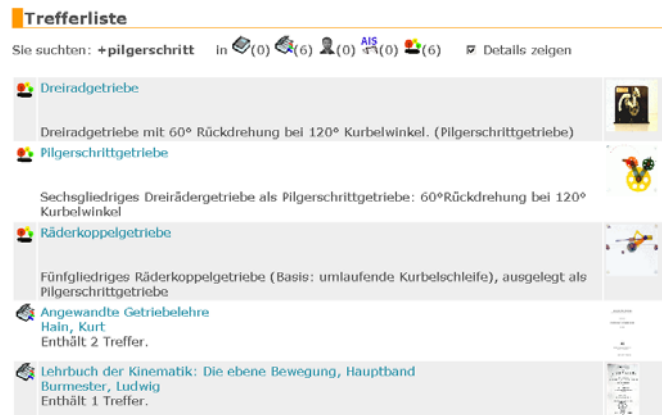 Trefferliste
Sie suchten: +pilgerschritt in (0) (6) (0) AIS (0) (6) Details zeigen
Dreiradgetriebe
Dreiradgetriebe mit 60° Rückdrehung bei 120° Kurbelwinkel. (Pilgerschrittgetriebe)
Pilgerschrittgetriebe
Sechsgliedriges Dreirädergetriebe als Pilgerschrittgetriebe: 60°Rückdrehung bei 120°
Kurbelwinkel
Räderkoppelgetriebe
Fünfgliedriges Räderkoppelgetriebe (Basis: umlaufende Kurbelschleife), ausgelegt als
Pilgerschrittgetriebe
Angewandte Getriebelehre
Hain, Kurt
Enthält 2 Treffer.
Lehrbuch der Kinematik: Die ebene Bewegung, Hauptband
Burmester, Ludwig
Enthält 1 Treffer.